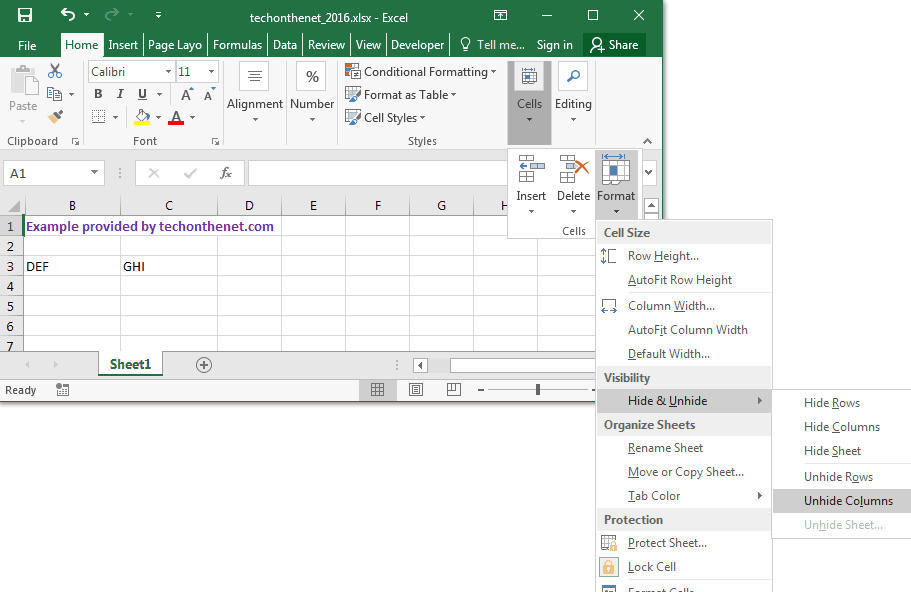 techonthenet_2016.xlsx - Excel
File Home Insert Page Layo Formulas Data Review View Developer Tell me... Sign in Share
Calibri 11
Paste
B I U A A
A
Alignment
%
Number
Conditional Formatting
Format as Table
Cell Styles
Cells
Editing
Clipboard Font Styles
A1 fx
Insert Delete Format
Cells
B C D E F G H
1 Example provided by techonthenet.com
2
3 DEF GHI
4
5
6
7
Sheet1
Ready
Cell Size
Row Height...
AutoFit Row Height
Column Width...
AutoFit Column Width
Default Width...
Visibility
Hide & Unhide
Organize Sheets
Rename Sheet
Move or Copy Sheet...
Tab Color
Protection
Protect Sheet...
Lock Cell
Format Cells
Hide Rows
Hide Columns
Hide Sheet
Unhide Rows
Unhide Columns
Unhide Sheet...